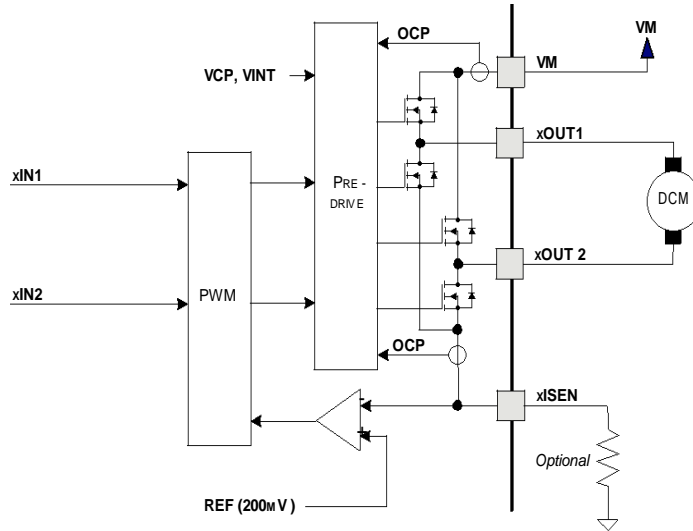 OCP
VM
VCP, VINT
VM
xOUT1
xIN1
PRE -
DRIVE
DCM
xOUT 2
xIN2
PWM
OCP
-
xISEN
+
Optional
REF (200MV)